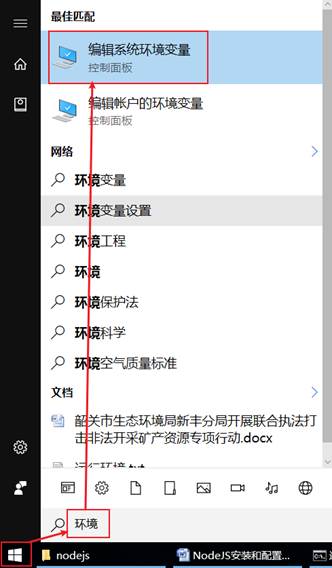 最佳匹配
编辑系统环境变量
控制面板
编辑帐户的环境变量
控制面板
网络
环境变量
环境变量设置
环境工程
环境
环境保护法
环境科学
环境空气质量标准
文档
韶关市生态环境局新丰分局开展联合执法打
击非法开采矿产资源专项行动.docx
运行环境.txt
环境
nodejs
NodeJS安装和配置...